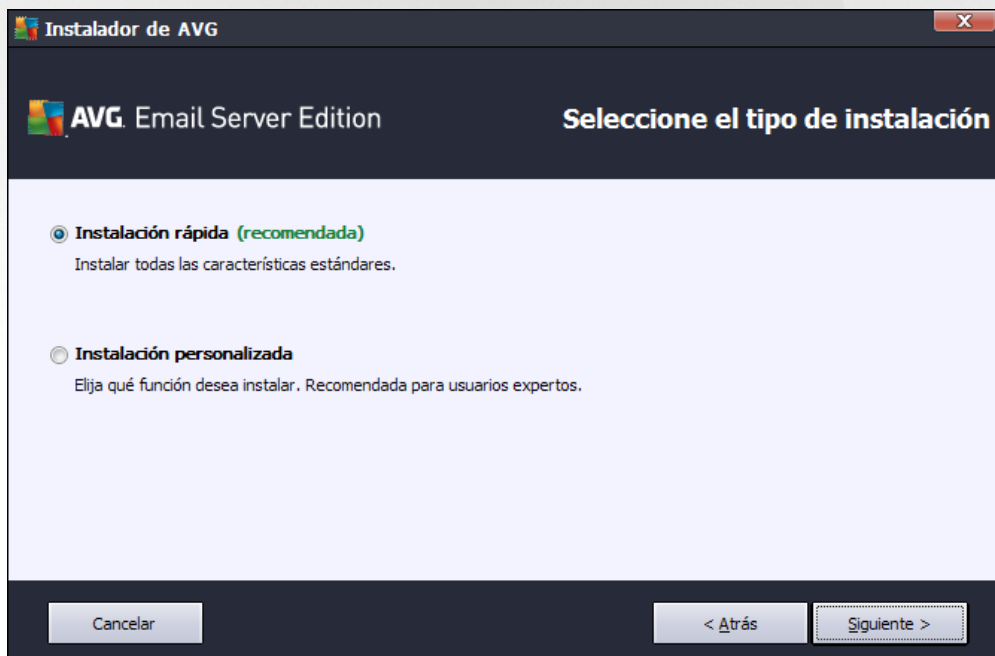 Instalador de AVG
AVG. Email Server Edition
Seleccione el tipo de instalación
Instalación rápida (recomendada)
Instalar todas las características estándares.
Instalación personalizada
Elija qué función desea instalar. Recomendada para usuarios expertos.
Cancelar
< Atrás
Siguiente >